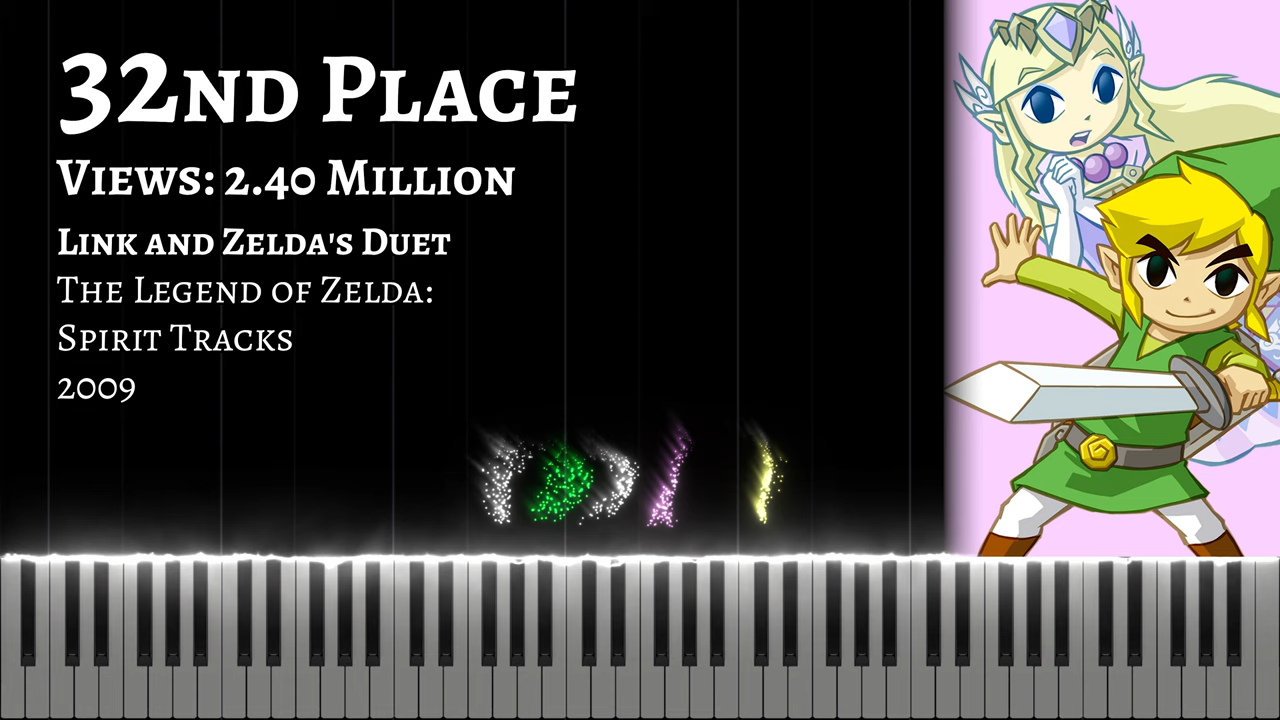 32nd Place
Views: 2.40 Million
Link and Zelda's Duet
The Legend of Zelda:
Spirit Tracks
2009